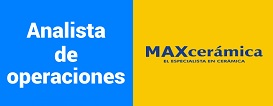 Analista
de
operaciones
MAXcerámica
EL ESPECIALISTA EN CERÁMICA